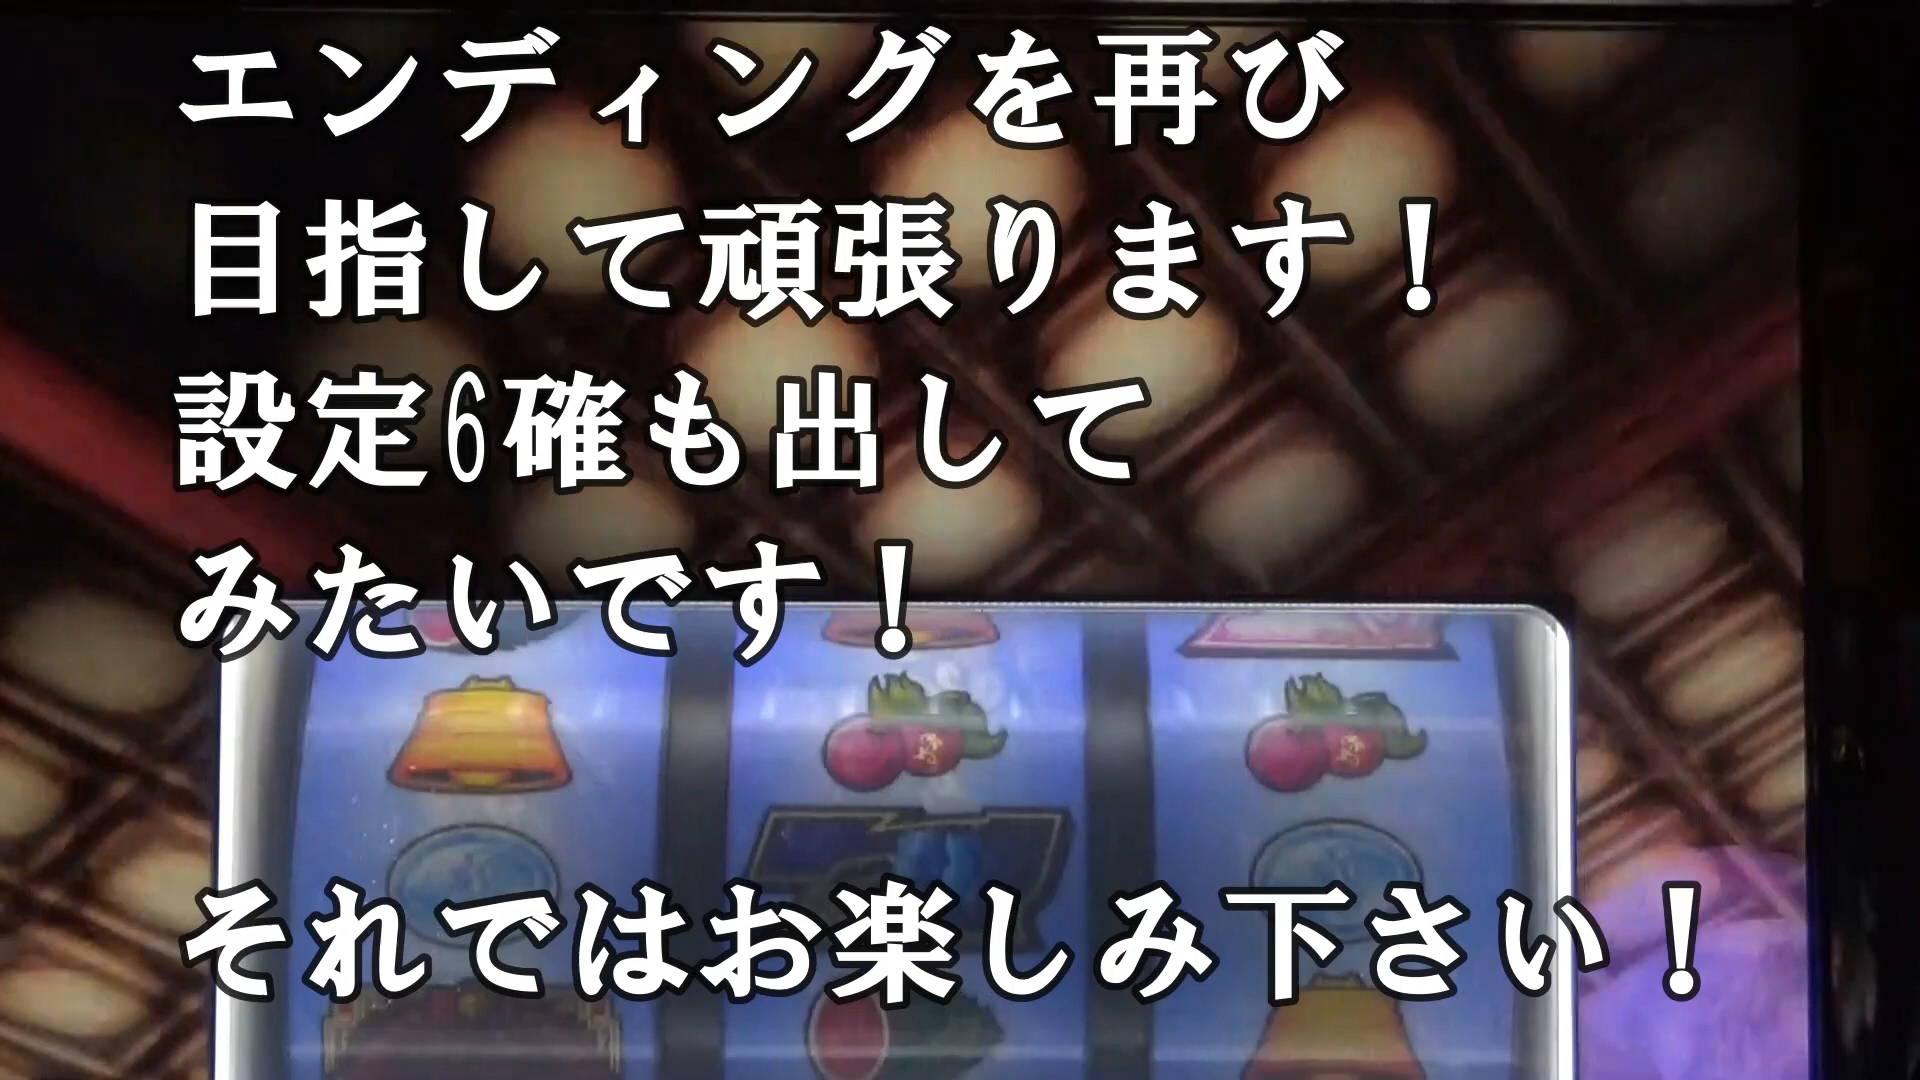 エンディングを再び
目指して頑張ります！
設定6確も出して
みたいです！
それではお楽しみ下さい！